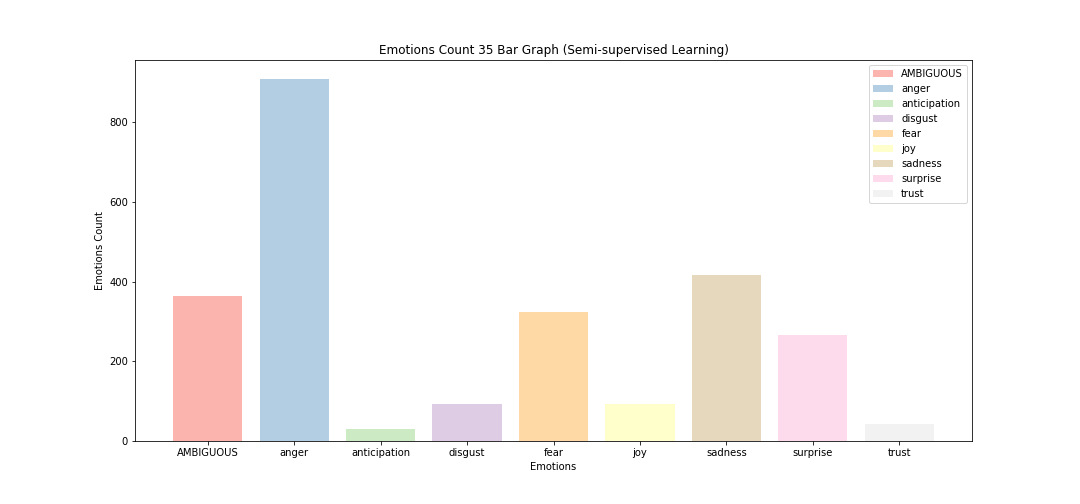 Emotions Count 35 Bar Graph (Semi-supervised Learning)
AMBIGUOUS
anger
anticipation
disgust
fear
joy
sadness
surprise
trust
Emotions Count
800
600
400
200
0
AMBIGUOUS anger anticipation disgust fear joy sadness surprise trust
Emotions